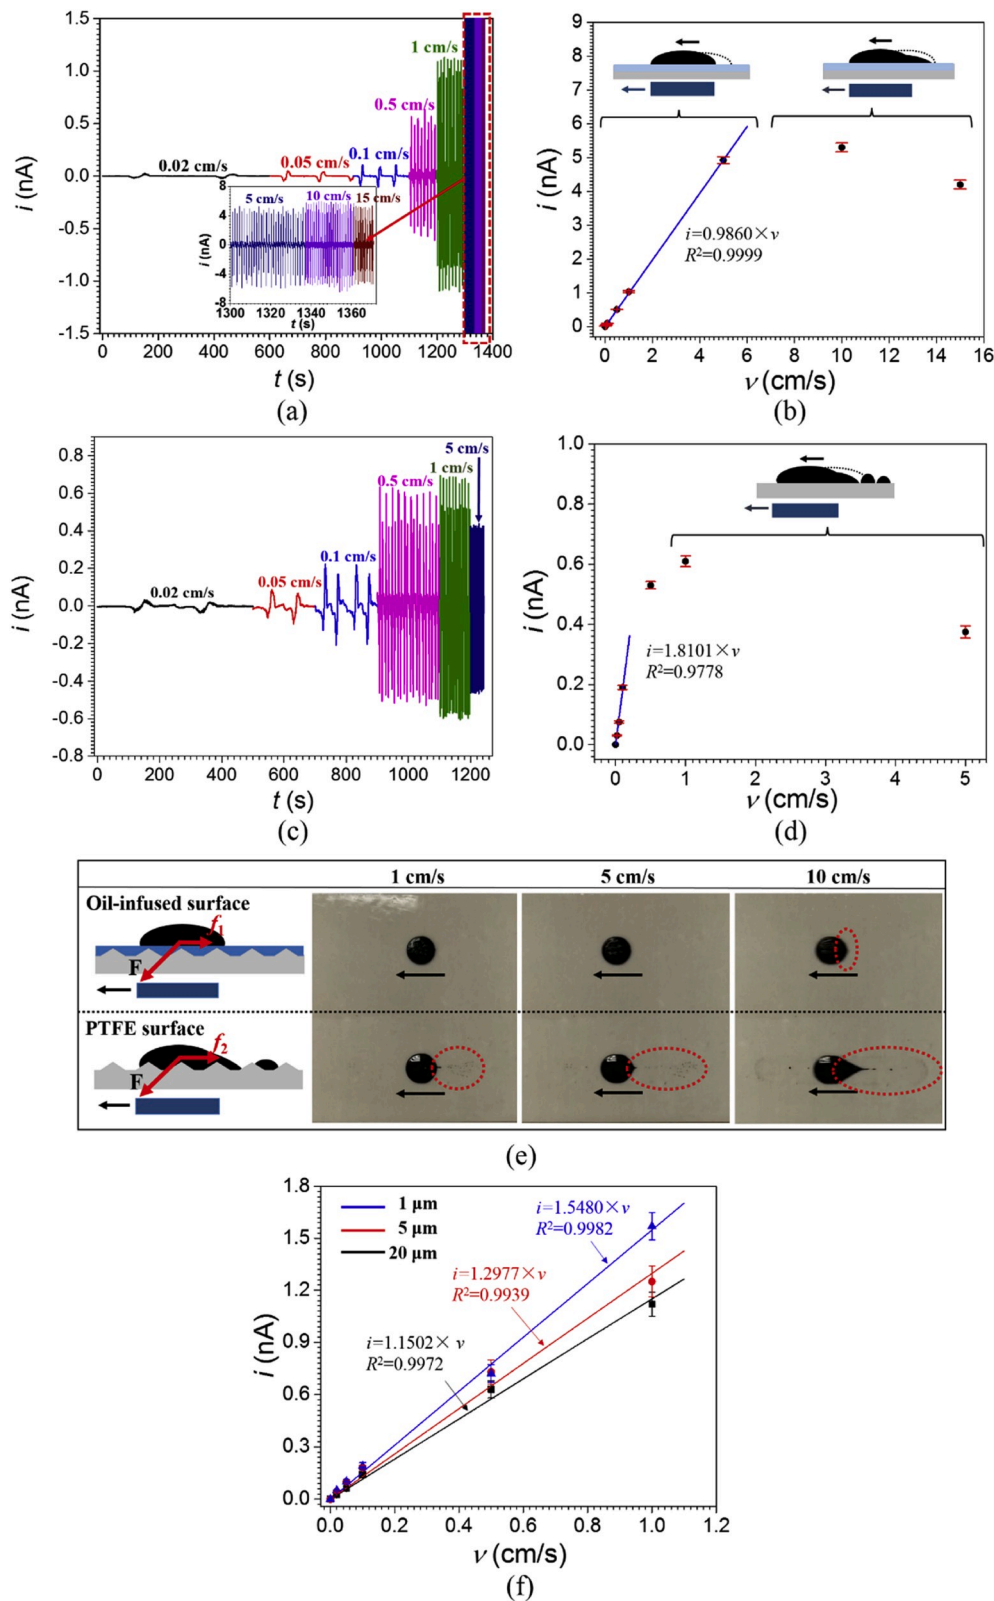 1.5
1.0
0.5
0.0
-0.5
-1.0
-1.5
i (nA)
1 cm/s
0.5 cm/s
0.1 cm/s
0.05 cm/s
0.02 cm/s
8
4
0
-4
-8
i (nA)
5 cm/s
10 cm/s
15 cm/s
1300 1320 1340 1360
t (s)
0 200 400 600 800 1000 1200 1400
t (s)
(a)
9
8
7
6
5
4
3
2
1
0
i (nA)
i=0.9860×v
R²=0.9999
0 2 4 6 8 10 12 14 16
v (cm/s)
(b)
0.8
0.6
0.4
0.2
0.0
-0.2
-0.4
-0.6
-0.8
i (nA)
5 cm/s
1 cm/s
0.5 cm/s
0.1 cm/s
0.05 cm/s
0.02 cm/s
0 200 400 600 800 1000 1200
t (s)
(c)
1.0
0.8
0.6
0.4
0.2
0.0
i (nA)
i=1.8101×v
R²=0.9778
0 1 2 3 4 5
v (cm/s)
(d)
1 cm/s 5 cm/s 10 cm/s
Oil-infused surface
f₁
F
PTFE surface
f₂
F
(e)
1.8
1.5
1.2
0.9
0.6
0.3
0.0
i (nA)
1 μm
5 μm
20 μm
i=1.5480×v
R²=0.9982
i=1.2977×v
R²=0.9939
i=1.1502×v
R²=0.9972
0.0 0.2 0.4 0.6 0.8 1.0 1.2
v (cm/s)
(f)